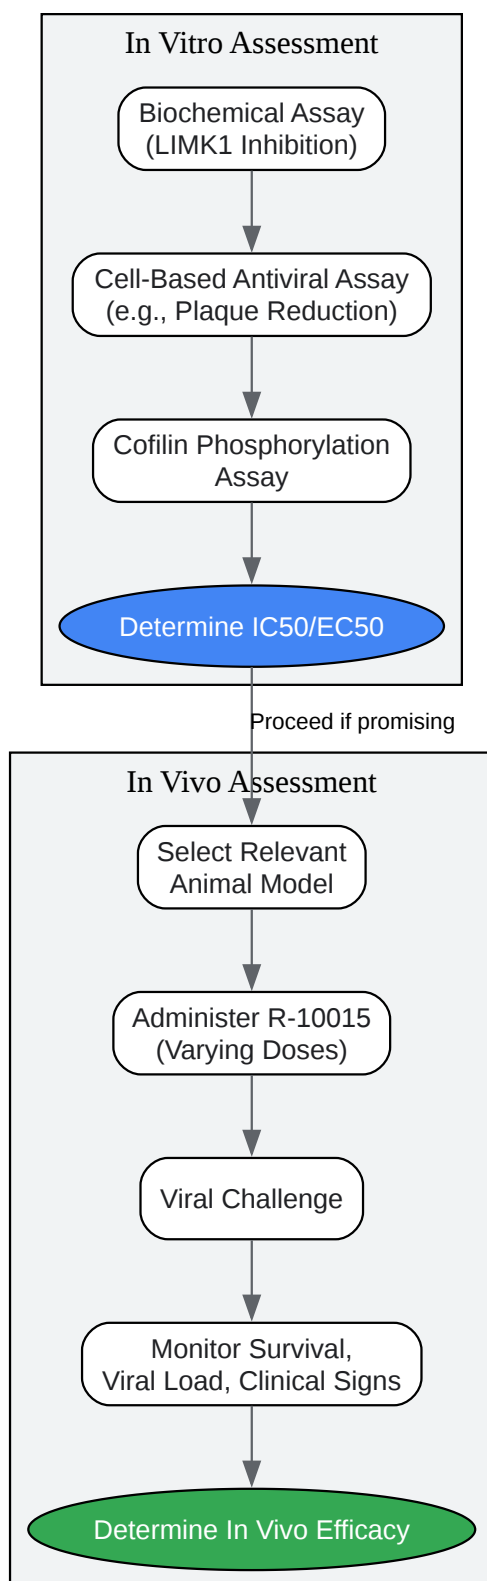 In Vitro Assessment
Biochemical Assay
(LIMK1 Inhibition)
Cell-Based Antiviral Assay
(e.g., Plaque Reduction)
Cofilin Phosphorylation
Assay
Determine IC50/EC50
Proceed if promising
In Vivo Assessment
Select Relevant
Animal Model
Administer R-10015
(Varying Doses)
Viral Challenge
Monitor Survival,
Viral Load, Clinical Signs
Determine In Vivo Efficacy